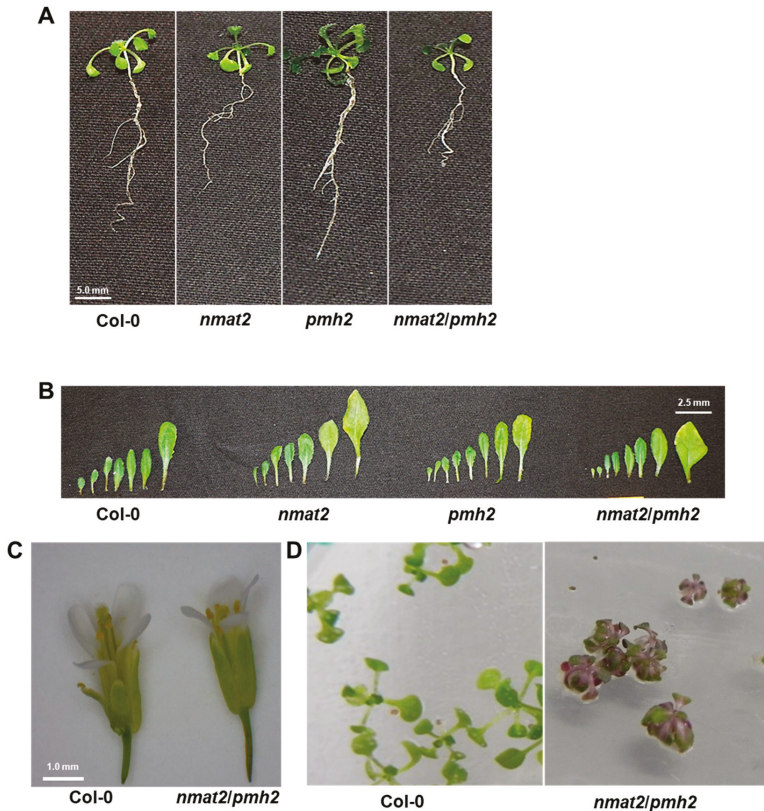 A
5.0 mm
Col-0 nmat2 pmh2 nmat2/pmh2
B
2.5 mm
Col-0 nmat2 pmh2 nmat2/pmh2
C D
1.0 mm
Col-0 nmat2/pmh2 Col-0 nmat2/pmh2